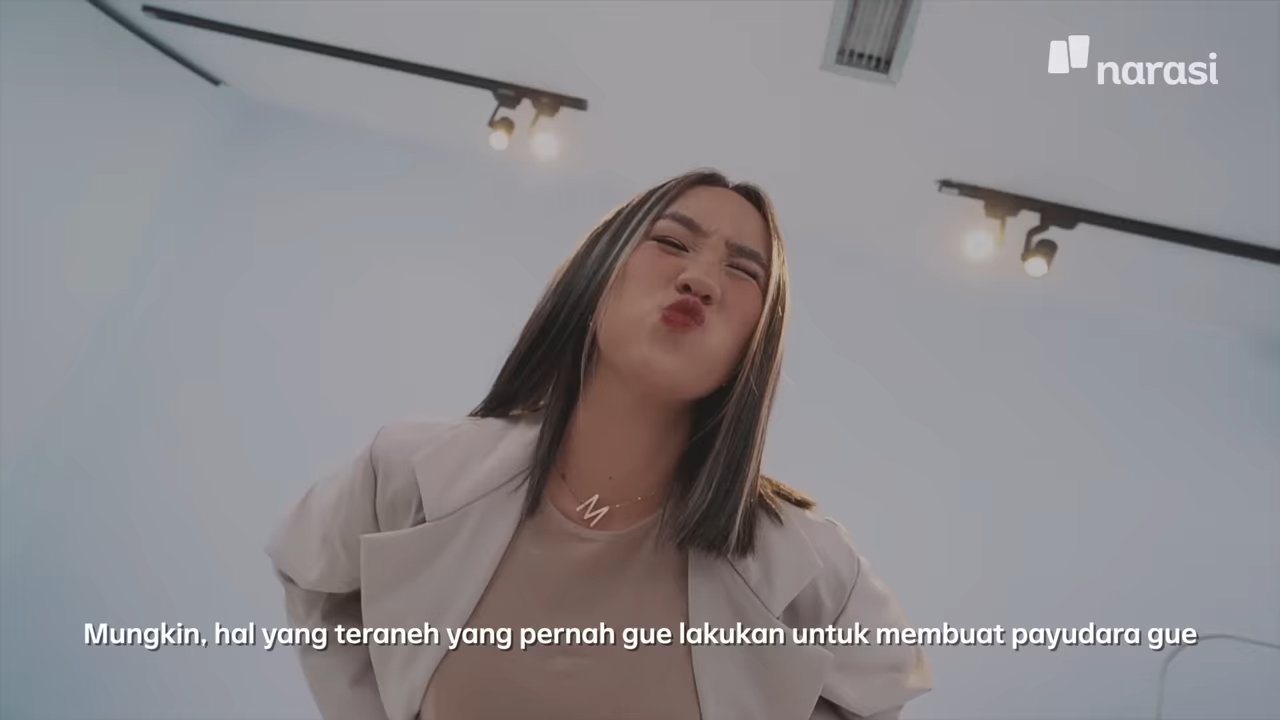 narasi
M
Mungkin, hal yang teraneh yang pernah gue lakukan untuk membuat payudara gue